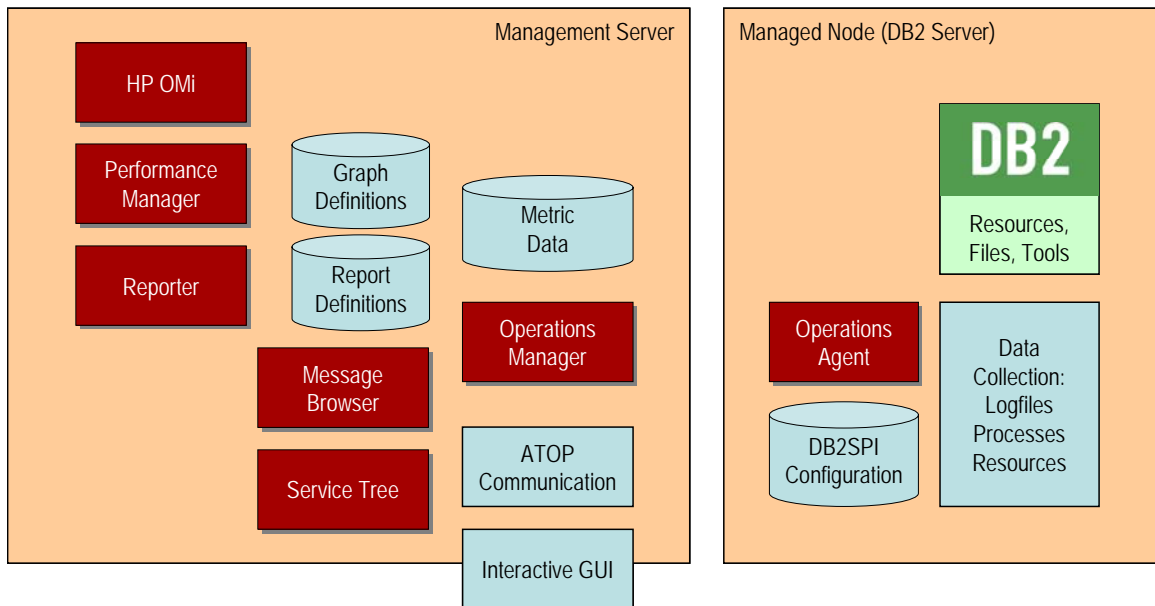 Management Server
HP OMi
Performance
Manager
Reporter
Graph
Definitions
Report
Definitions
Metric
Data
Operations
Manager
Message
Browser
Service Tree
ATOP
Communication
Interactive GUI
Managed Node (DB2 Server)
DB2
Resources,
Files, Tools
Operations
Agent
DB2SPI
Configuration
Data
Collection:
Logfiles
Processes
Resources